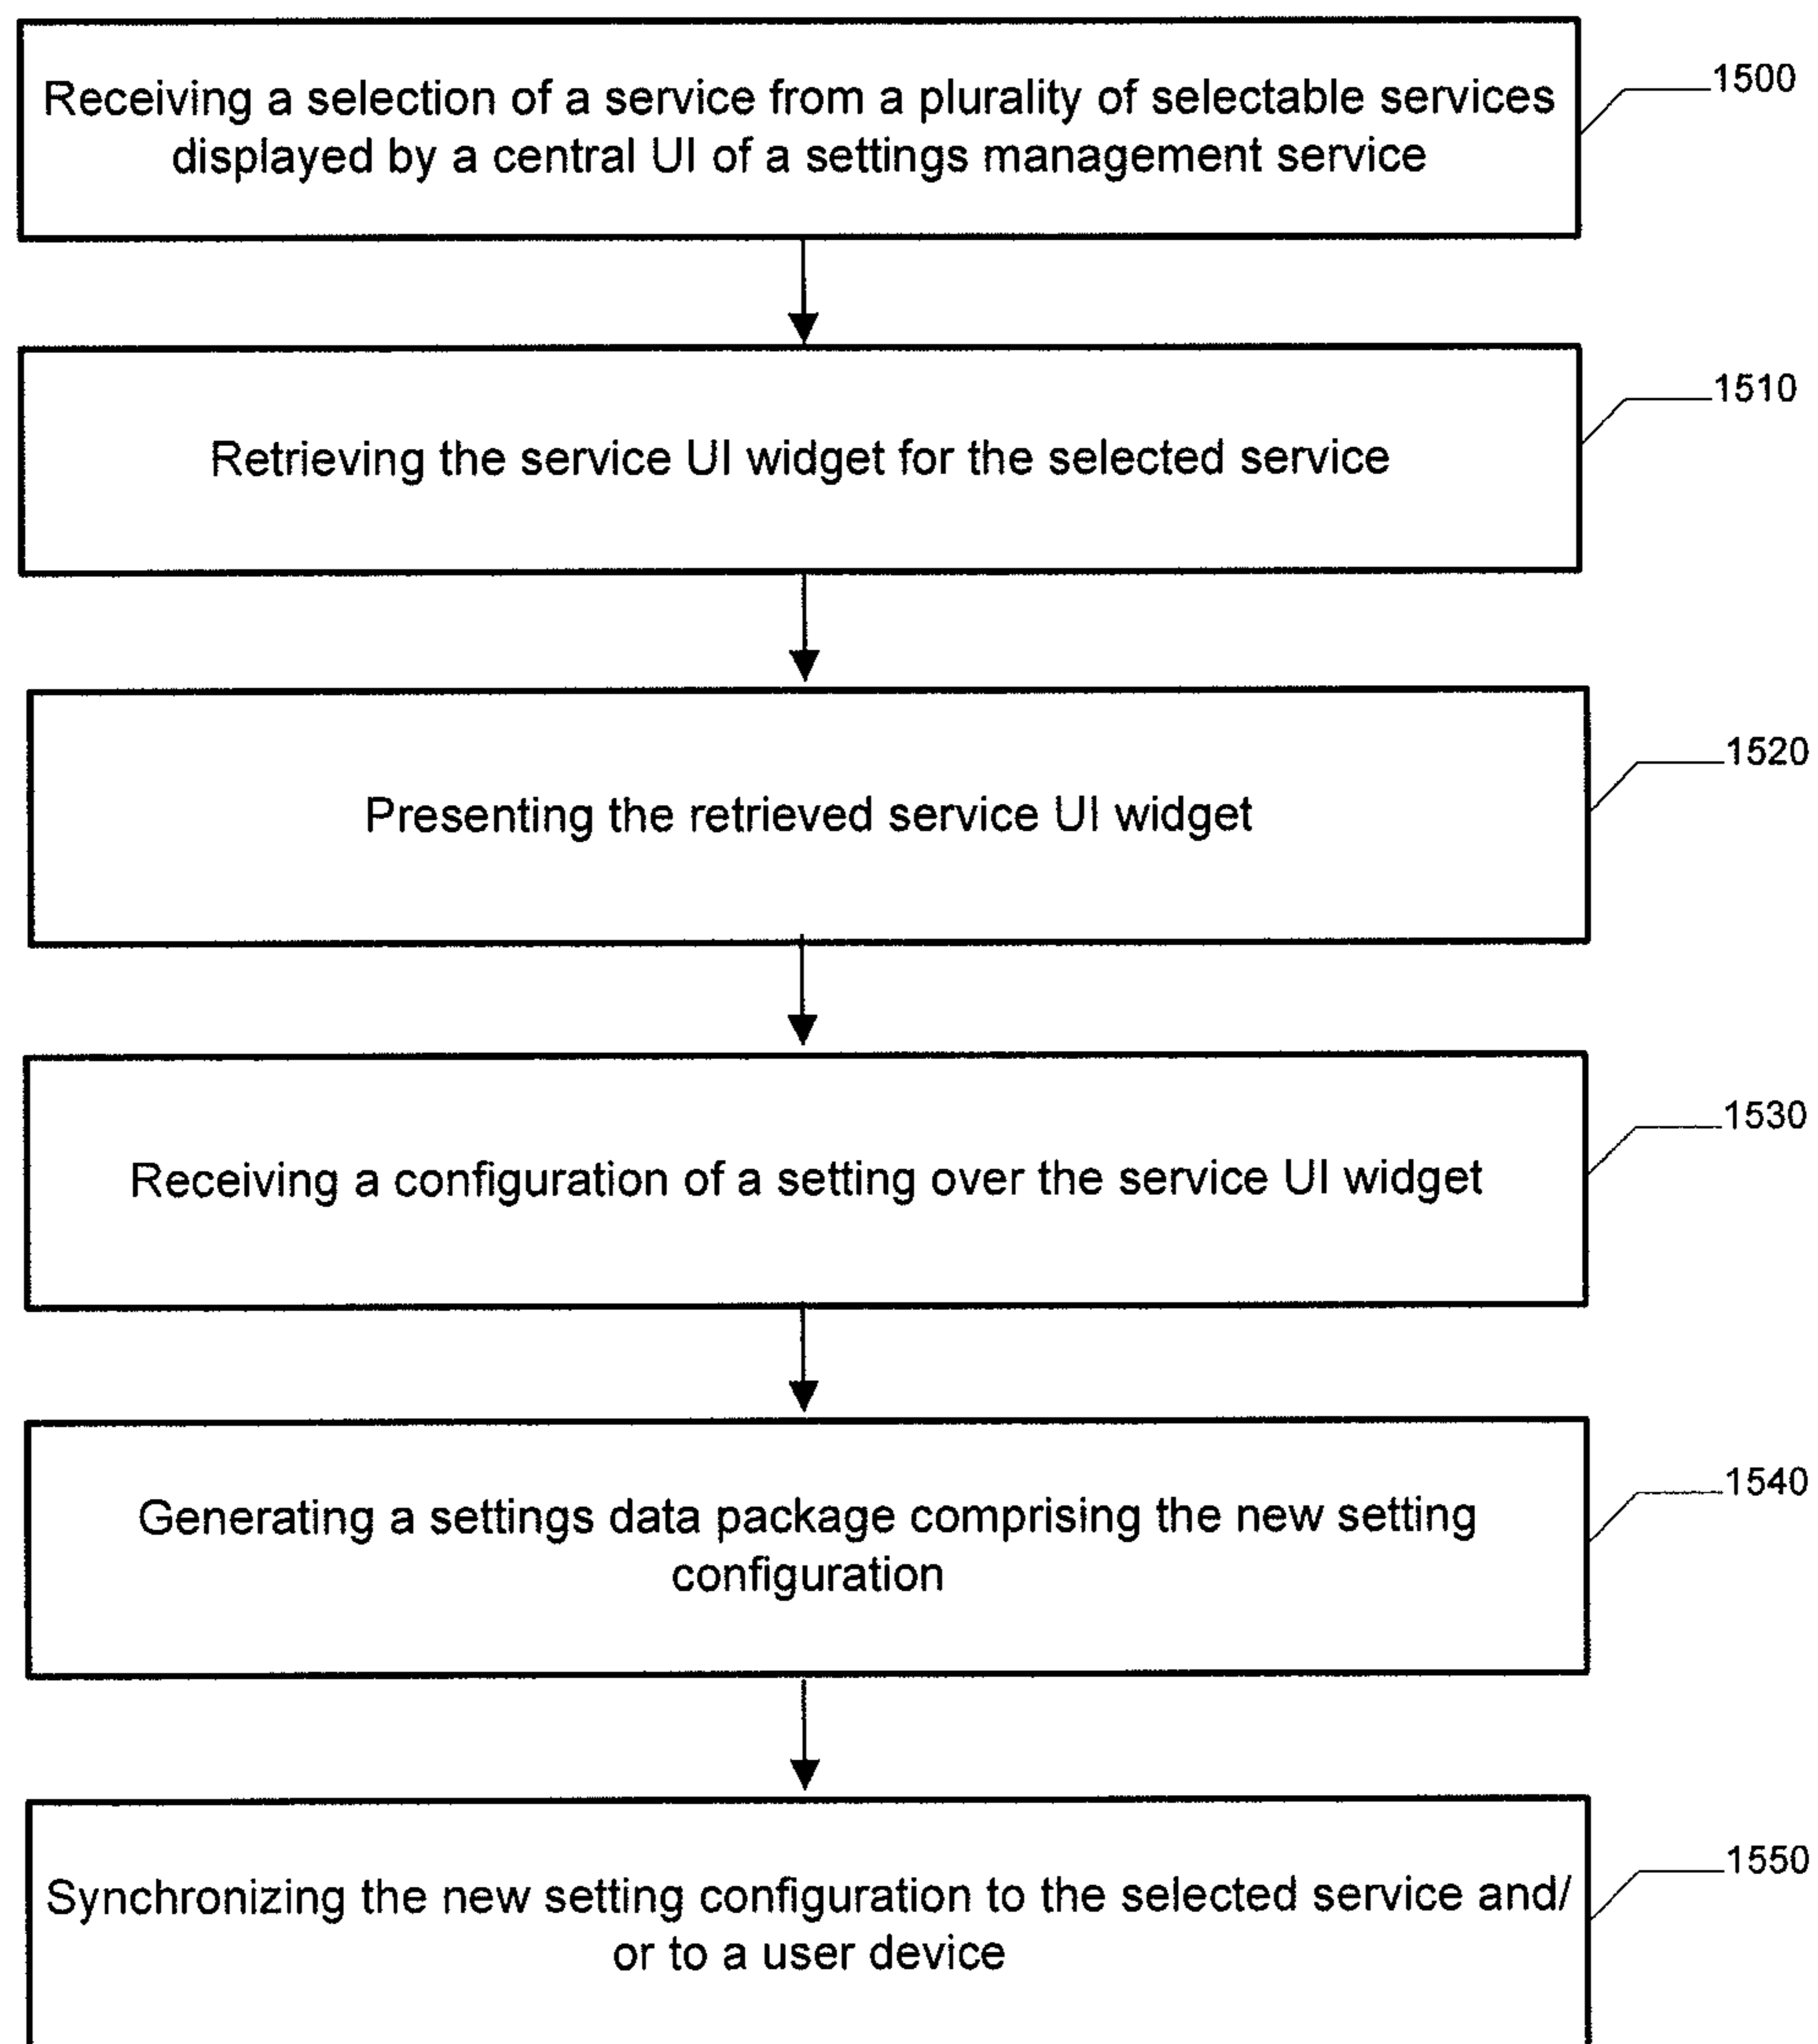 Receiving a selection of a service from a plurality of selectable services
displayed by a central UI of a settings management service
1500
Retrieving the service UI widget for the selected service
1510
Presenting the retrieved service UI widget
1520
Receiving a configuration of a setting over the service UI widget
1530
Generating a settings data package comprising the new setting
configuration
1540
Synchronizing the new setting configuration to the selected service and/
or to a user device
1550